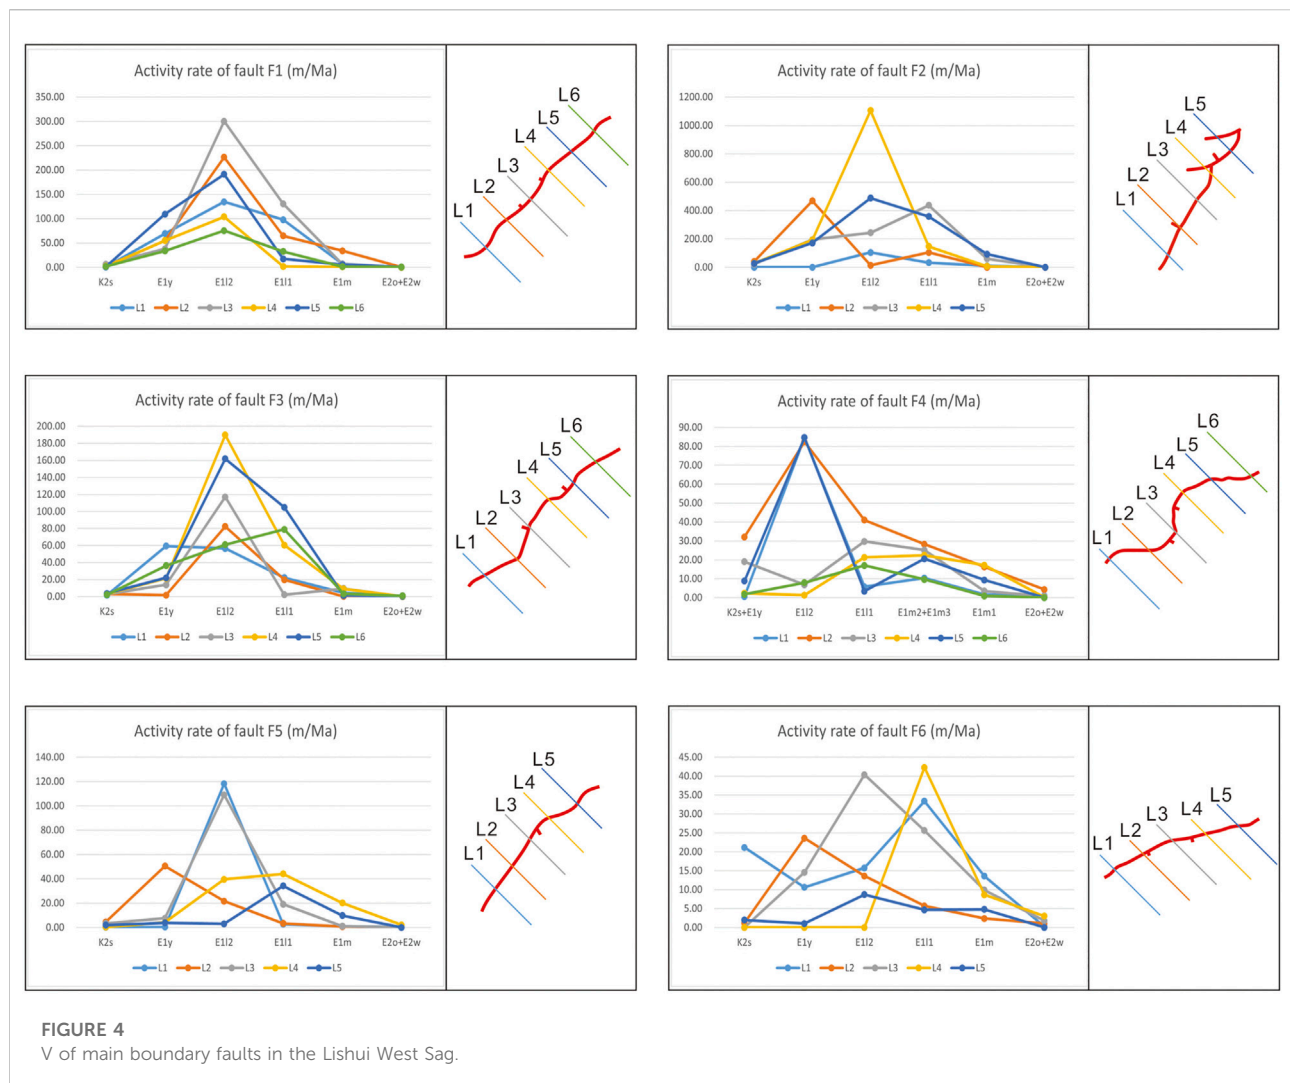 Activity rate of fault F1 (m/Ma)
350.00
300.00
250.00
200.00
150.00
100.00
50.00
0.00
K2s E1y E1l2 E1l1 E1m E2o+E2w
L1 L2 L3 L4 L5 L6
L6
L5
L4
L3
L2
L1
Activity rate of fault F2 (m/Ma)
1200.00
1000.00
800.00
600.00
400.00
200.00
0.00
K2s E1y E1l2 E1l1 E1m E2o+E2w
L1 L2 L3 L4 L5
L5
L4
L3
L2
L1
Activity rate of fault F3 (m/Ma)
200.00
180.00
160.00
140.00
120.00
100.00
80.00
60.00
40.00
20.00
0.00
K2s E1y E1l2 E1l1 E1m E2o+E2w
L1 L2 L3 L4 L5 L6
L6
L5
L4
L3
L2
L1
Activity rate of fault F4 (m/Ma)
90.00
80.00
70.00
60.00
50.00
40.00
30.00
20.00
10.00
0.00
K2s+E1y E1l2 E1l1 E1m2+E1m3 E1m1 E2o+E2w
L1 L2 L3 L4 L5 L6
L6
L5
L4
L3
L2
L1
Activity rate of fault F5 (m/Ma)
140.00
120.00
100.00
80.00
60.00
40.00
20.00
0.00
K2s E1y E1l2 E1l1 E1m E2o+E2w
L1 L2 L3 L4 L5
L5
L4
L3
L2
L1
Activity rate of fault F6 (m/Ma)
45.00
40.00
35.00
30.00
25.00
20.00
15.00
10.00
5.00
0.00
K2s E1y E1l2 E1l1 E1m E2o+E2w
L1 L2 L3 L4 L5
L5
L4
L3
L2
L1
FIGURE 4
V of main boundary faults in the Lishui West Sag.